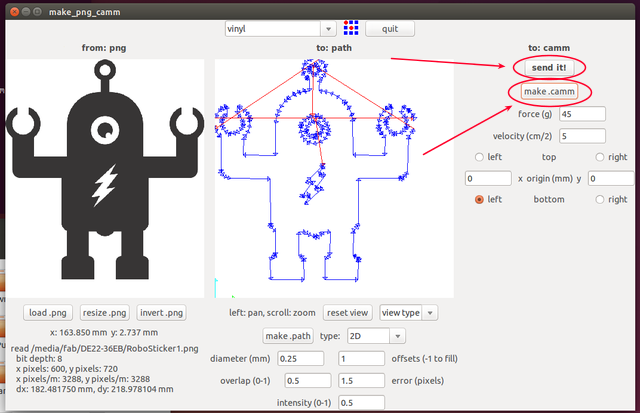 make_png_camm
vinyl
quit
from: png
to: path
to: camm
send it!
make .camm
force (g) 45
velocity (cm/2) 5
left top right
0 x origin (mm) y 0
left bottom right
load .png resize .png invert .png
left: pan, scroll: zoom reset view view type
x: 163.850 mm y: 2.737 mm
make .path type: 2D
read /media/fab/DE22-36EB/RoboSticker1.png
bit depth: 8
x pixels: 600, y pixels: 720
x pixels/m: 3288, y pixels/m: 3288
dx: 182.481750 mm, dy: 218.978104 mm
diameter (mm) 0.25 1 offsets (-1 to fill)
overlap (0-1) 0.5 1.5 error (pixels)
intensity (0-1) 0.5